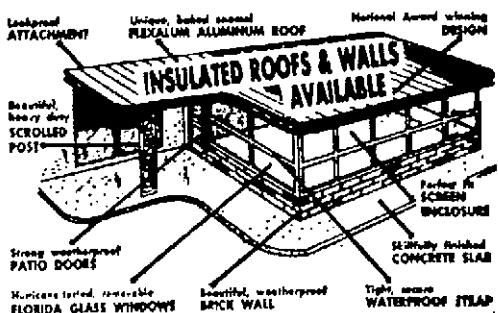 Leakproof
ATTACHMENT
Unique, baked enamel
FLEXALUM ALUMINUM ROOF
National Award winning
DESIGN
INSULATED ROOFS & WALLS
AVAILABLE
Beautiful,
heavy duty
SCROLLED
POST
Perfect fit
SCREEN
ENCLOSURE
Strong weatherproof
PATIO DOORS
Skillfully finished
CONCRETE SLAB
Hurricane tested, removable
FLORIDA GLASS WINDOWS
Beautiful, weatherproof
BRICK WALL
Tight, secure
WATERPROOF STRAP